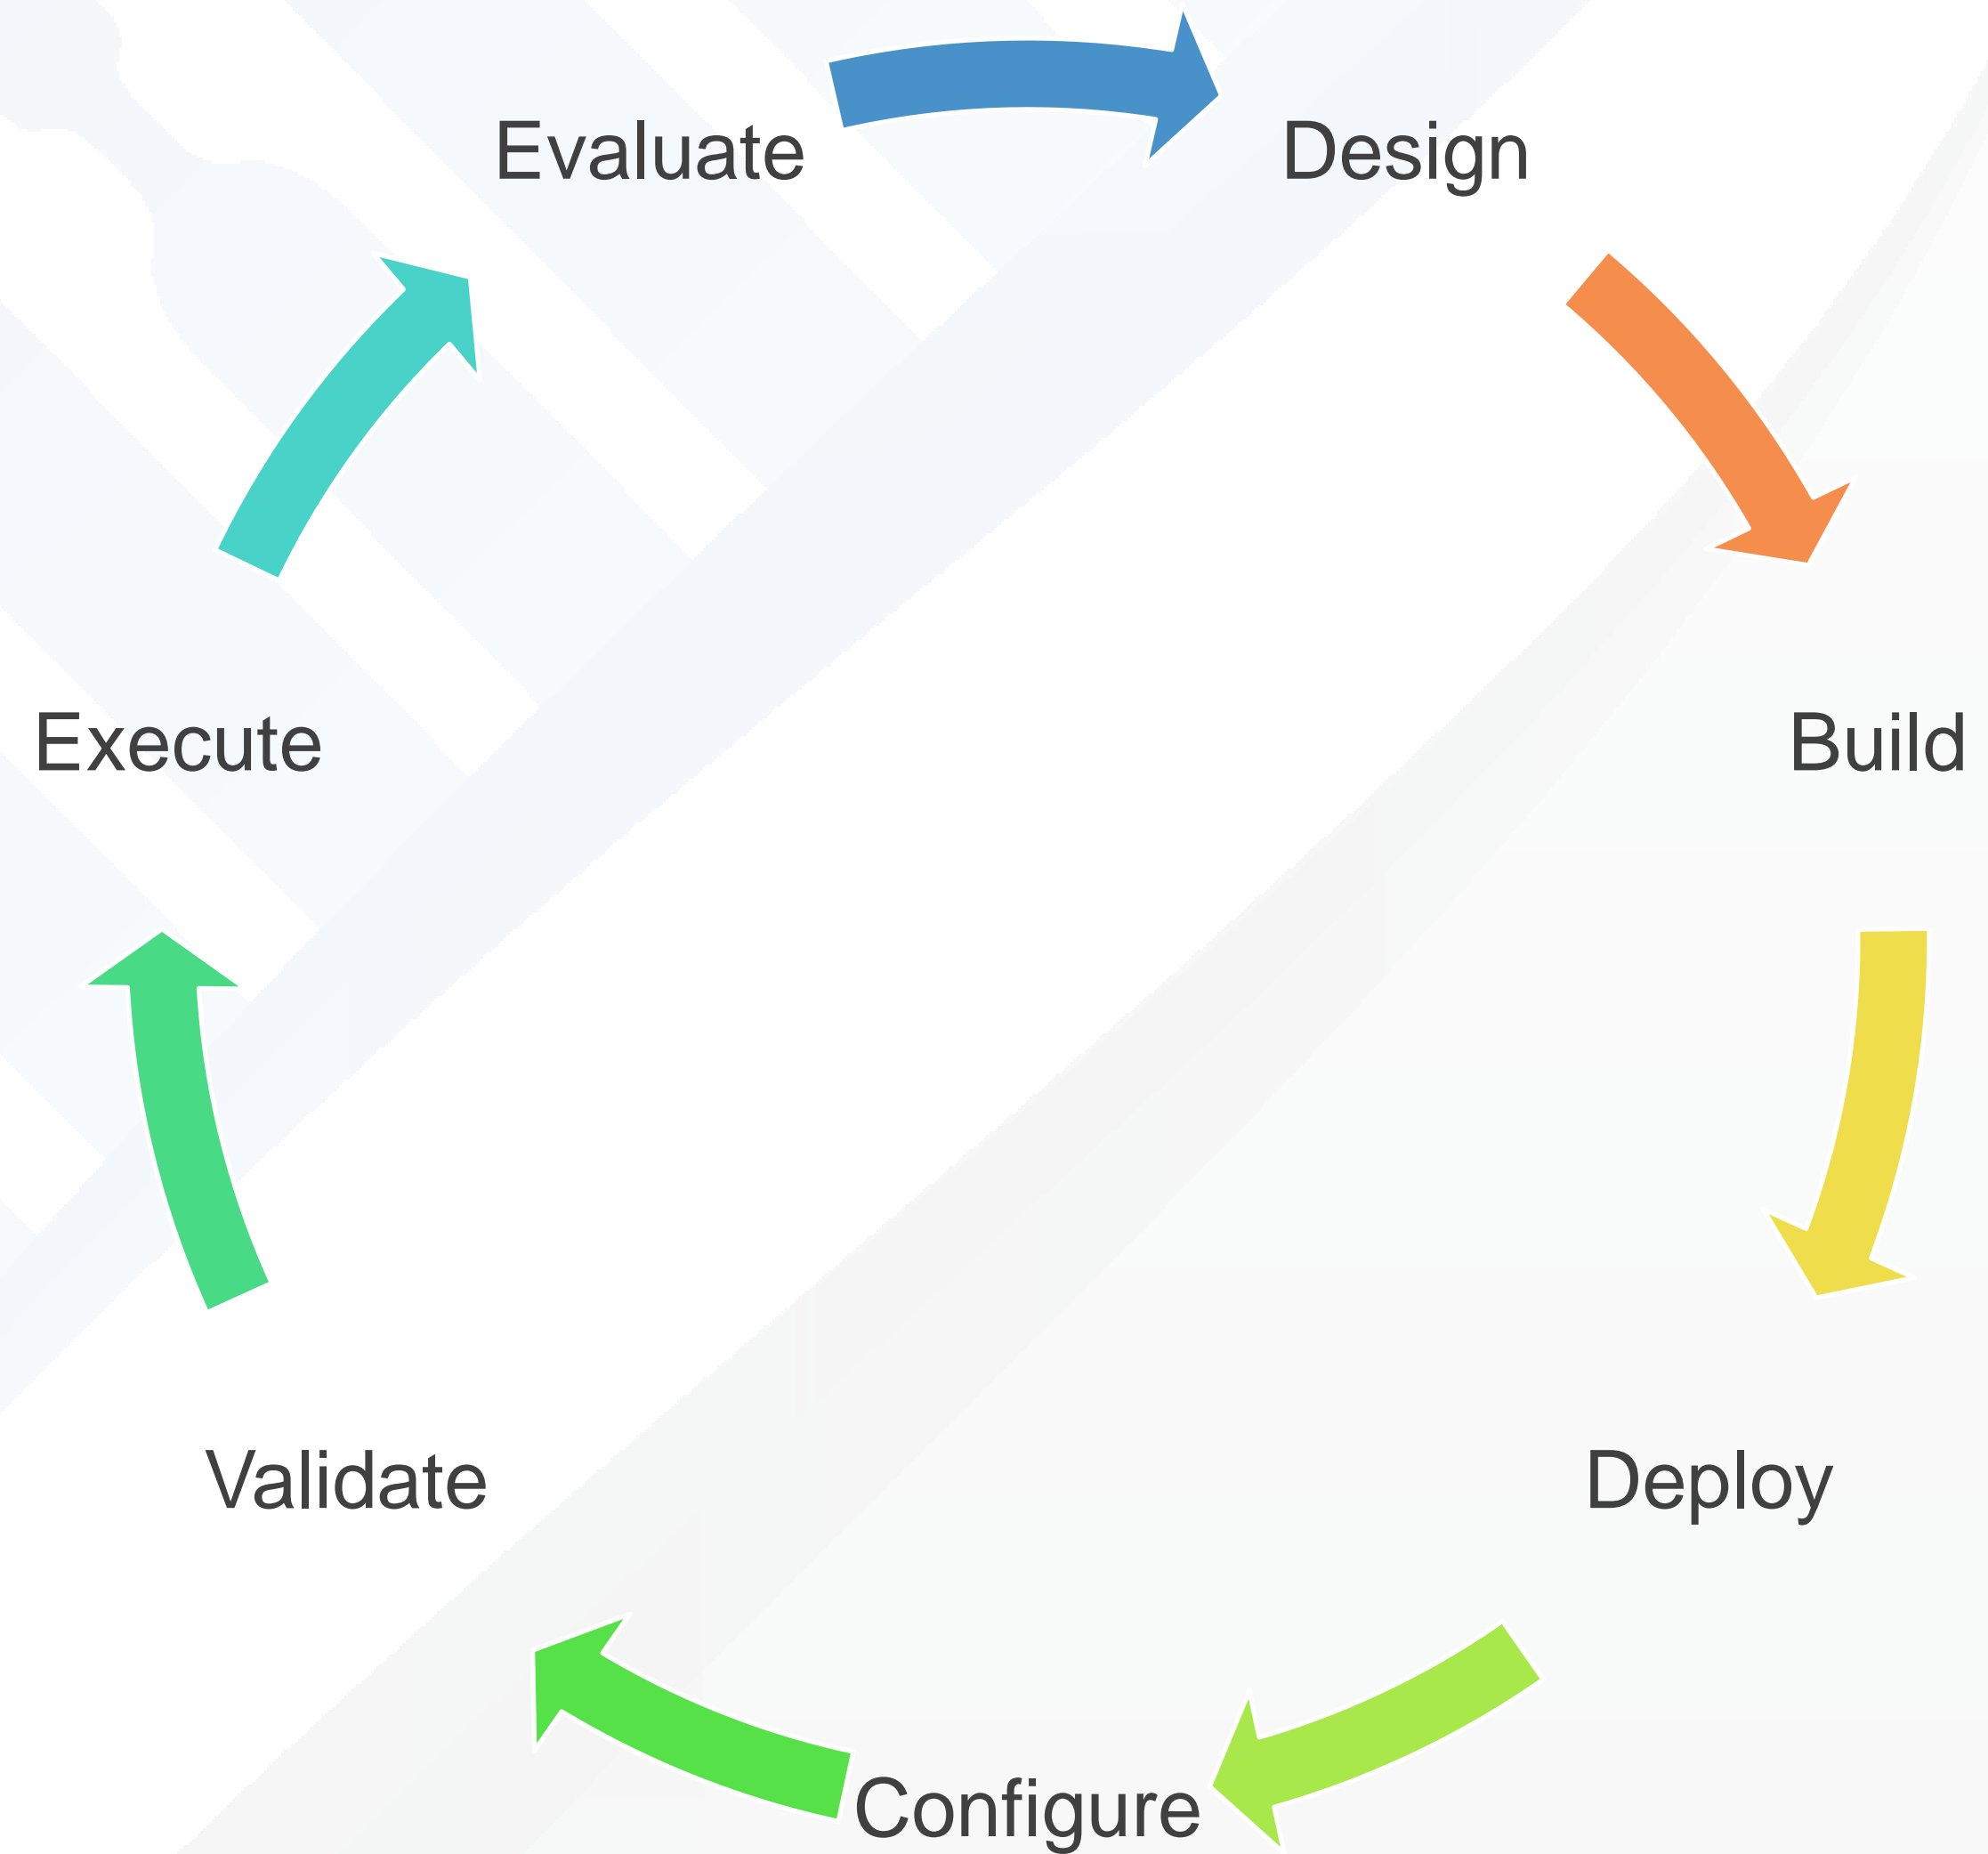 Evaluate
Design
Execute
Build
Validate
Deploy
Configure